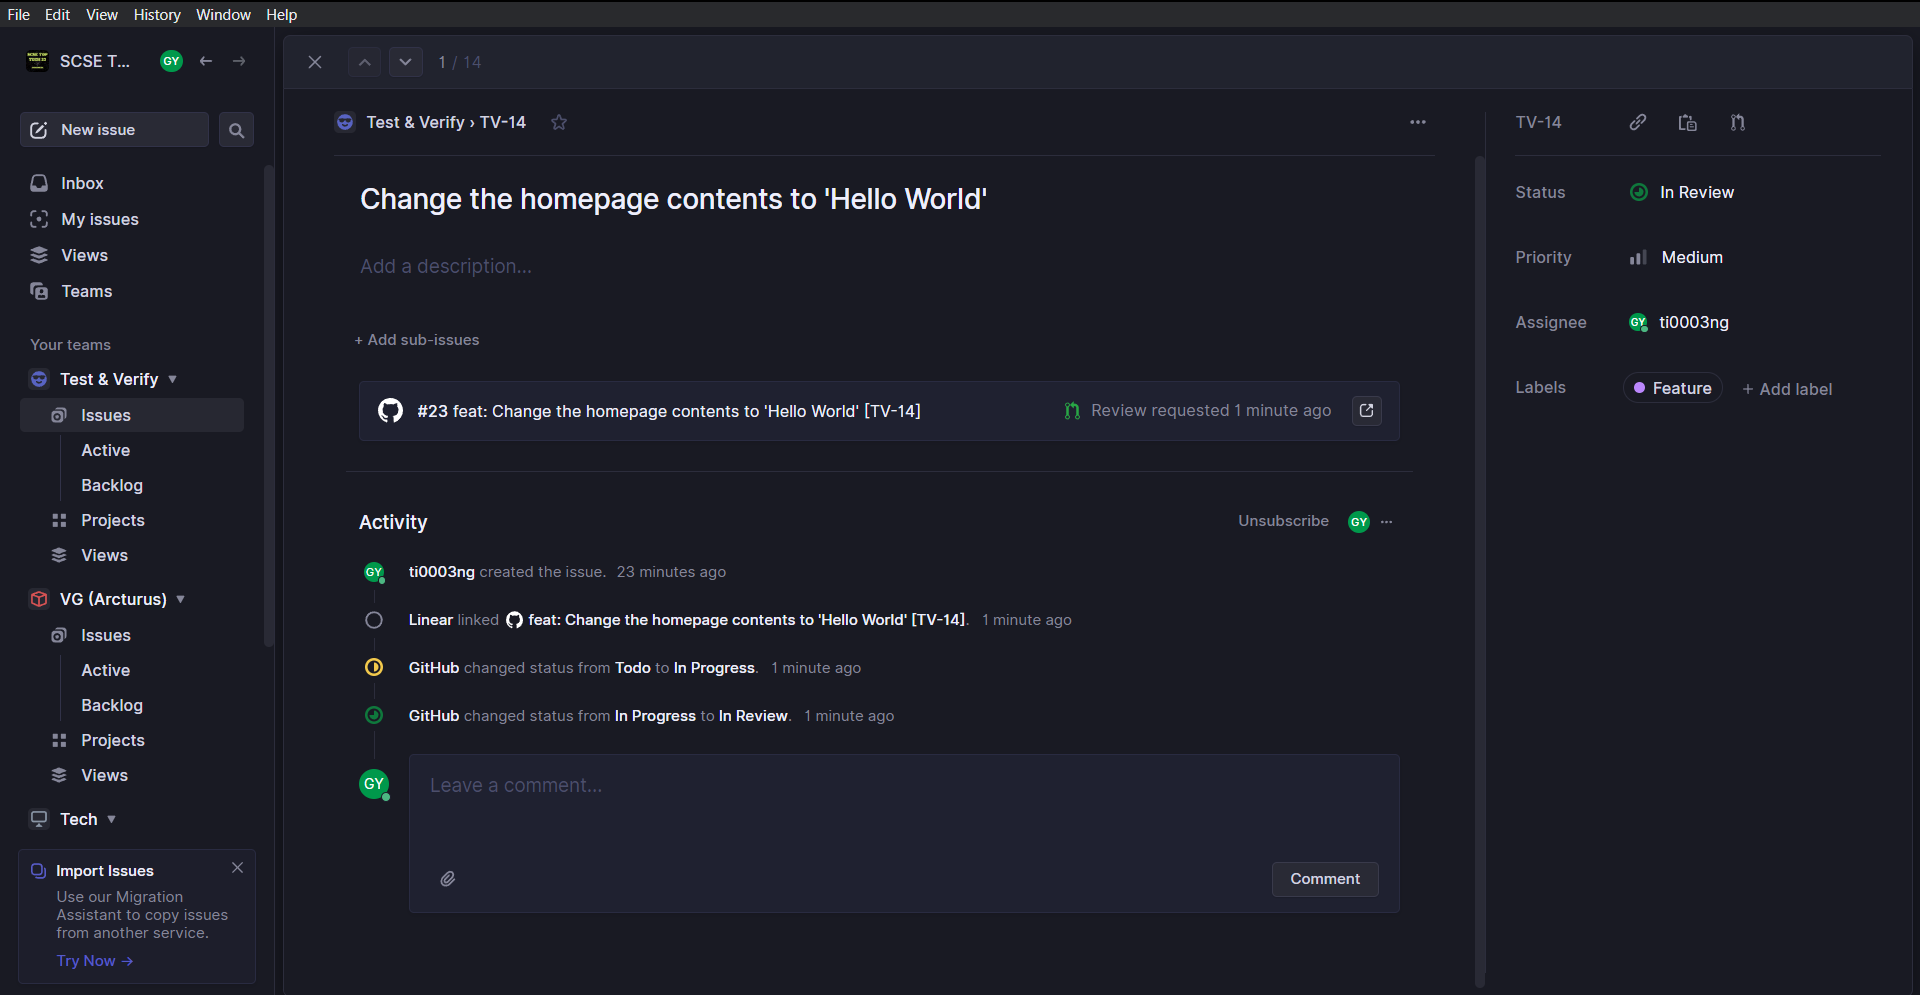 File Edit View History Window Help
SCSE T... GY
1 / 14
New issue
Inbox
My issues
Views
Teams
Your teams
Test & Verify
Issues
Active
Backlog
Projects
Views
VG (Arcturus)
Issues
Active
Backlog
Projects
Views
Tech
Import Issues
Use our Migration
Assistant to copy issues
from another service.
Try Now →
Test & Verify › TV-14
Change the homepage contents to 'Hello World'
Add a description...
+ Add sub-issues
#23 feat: Change the homepage contents to 'Hello World' [TV-14] Review requested 1 minute ago
Activity Unsubscribe GY
GY ti0003ng created the issue. 23 minutes ago
Linear linked feat: Change the homepage contents to 'Hello World' [TV-14]. 1 minute ago
GitHub changed status from Todo to In Progress. 1 minute ago
GitHub changed status from In Progress to In Review. 1 minute ago
GY Leave a comment...
Comment
TV-14
Status In Review
Priority Medium
Assignee GY ti0003ng
Labels Feature + Add label